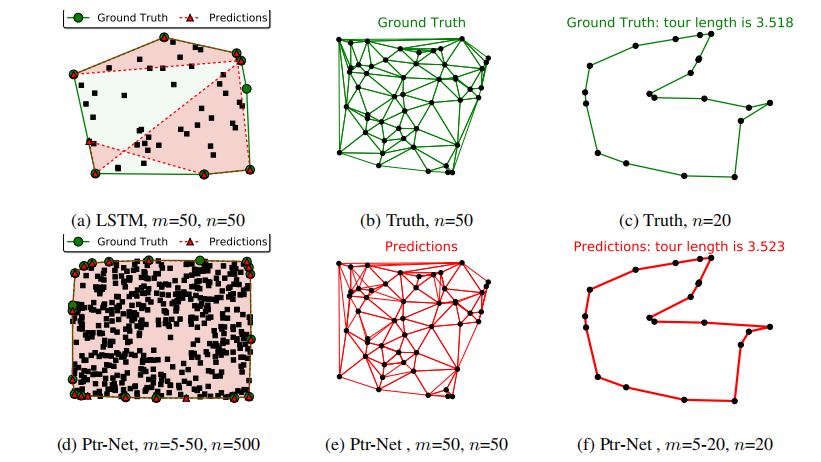 Ground Truth Predictions
Ground Truth
Ground Truth: tour length is 3.518
(a) LSTM, m=50, n=50
(b) Truth, n=50
(c) Truth, n=20
Ground Truth Predictions
Predictions
Predictions: tour length is 3.523
(d) Ptr-Net, m=5-50, n=500
(e) Ptr-Net , m=50, n=50
(f) Ptr-Net , m=5-20, n=20